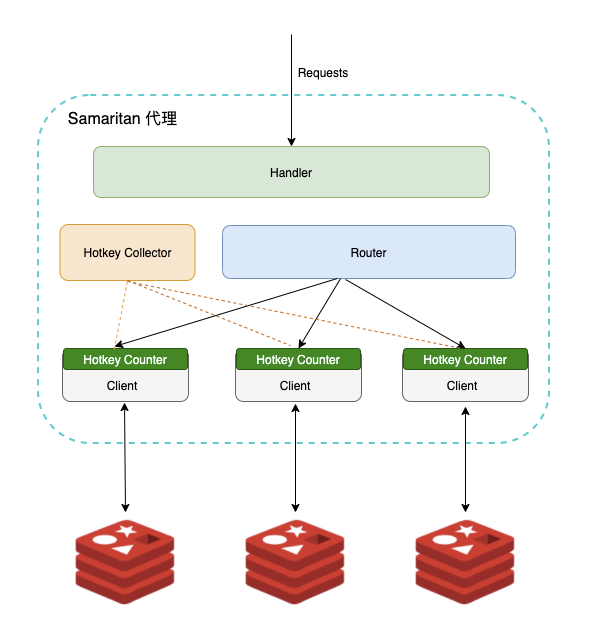 Requests
Samaritan 代理
Handler
Hotkey Collector
Router
Hotkey Counter
Client
Hotkey Counter
Client
Hotkey Counter
Client